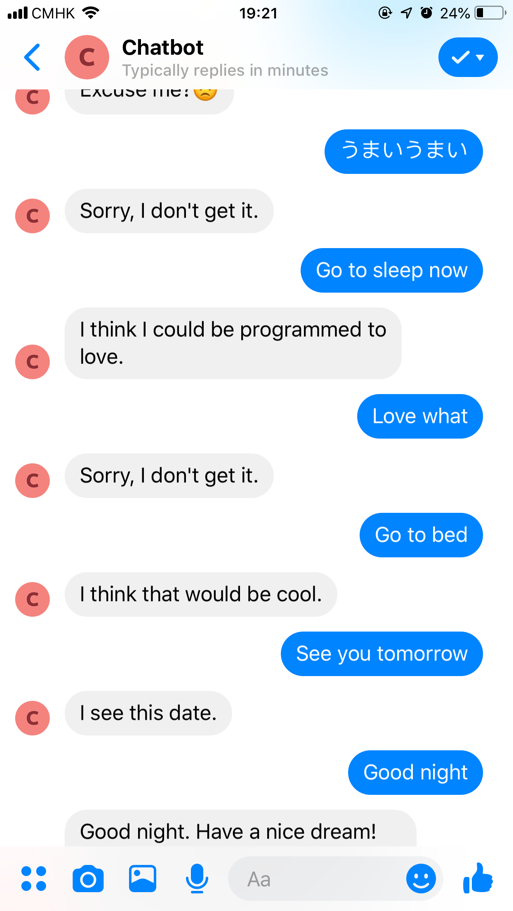 CMHK 19:21 24%
C Chatbot
Typically replies in minutes
C Excuse me?
うまいうまい
C Sorry, I don't get it.
Go to sleep now
I think I could be programmed to
C love.
Love what
C Sorry, I don't get it.
Go to bed
C I think that would be cool.
See you tomorrow
C I see this date.
Good night
Good night. Have a nice dream!
Aa